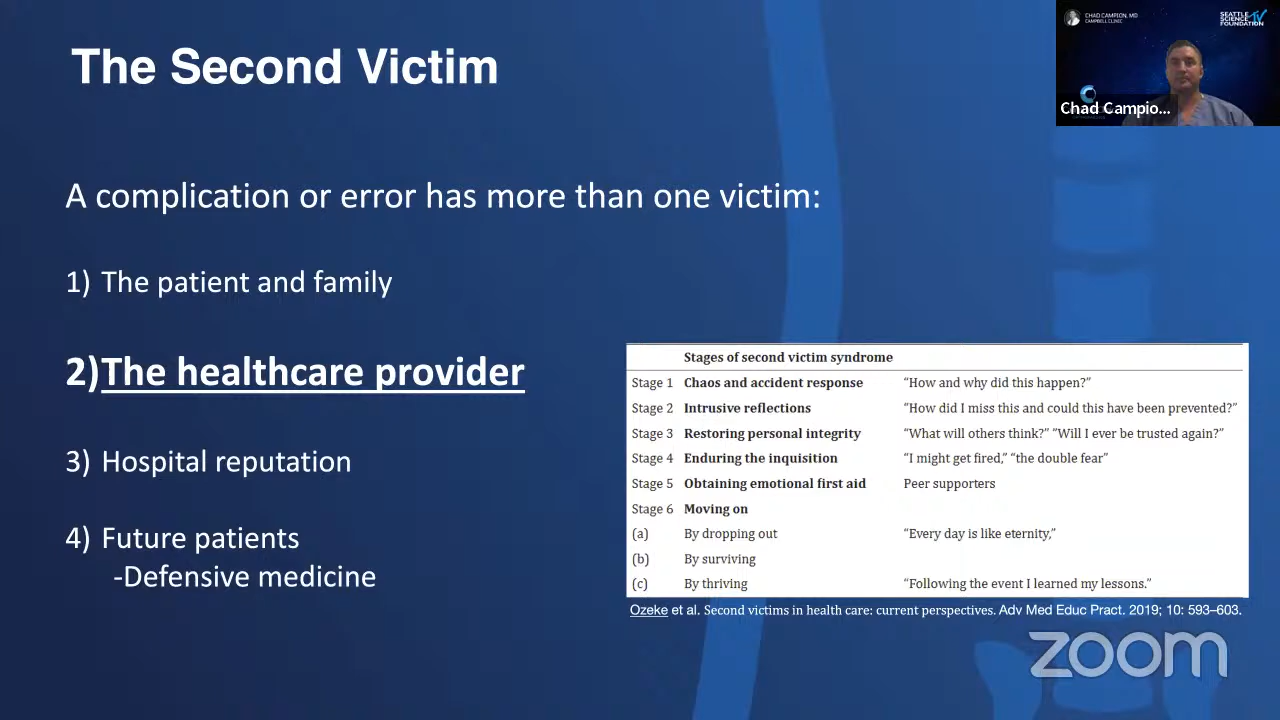 The Second Victim
CHAD CAMPION, MD
CAMPBELL CLINIC
SEATTLE
SCIENCE TV
FOUNDATION
Chad Campio...
A complication or error has more than one victim:
1) The patient and family
2)The healthcare provider
3) Hospital reputation
4) Future patients
-Defensive medicine
Stages of second victim syndrome
Stage 1 Chaos and accident response “How and why did this happen?”
Stage 2 Intrusive reflections “How did I miss this and could this have been prevented?”
Stage 3 Restoring personal integrity “What will others think?” “Will I ever be trusted again?”
Stage 4 Enduring the inquisition “I might get fired,” “the double fear”
Stage 5 Obtaining emotional first aid Peer supporters
Stage 6 Moving on
(a) By dropping out “Every day is like eternity,”
(b) By surviving
(c) By thriving “Following the event I learned my lessons.”
Ozeke et al. Second victims in health care: current perspectives. Adv Med Educ Pract. 2019; 10: 593–603.
zoom